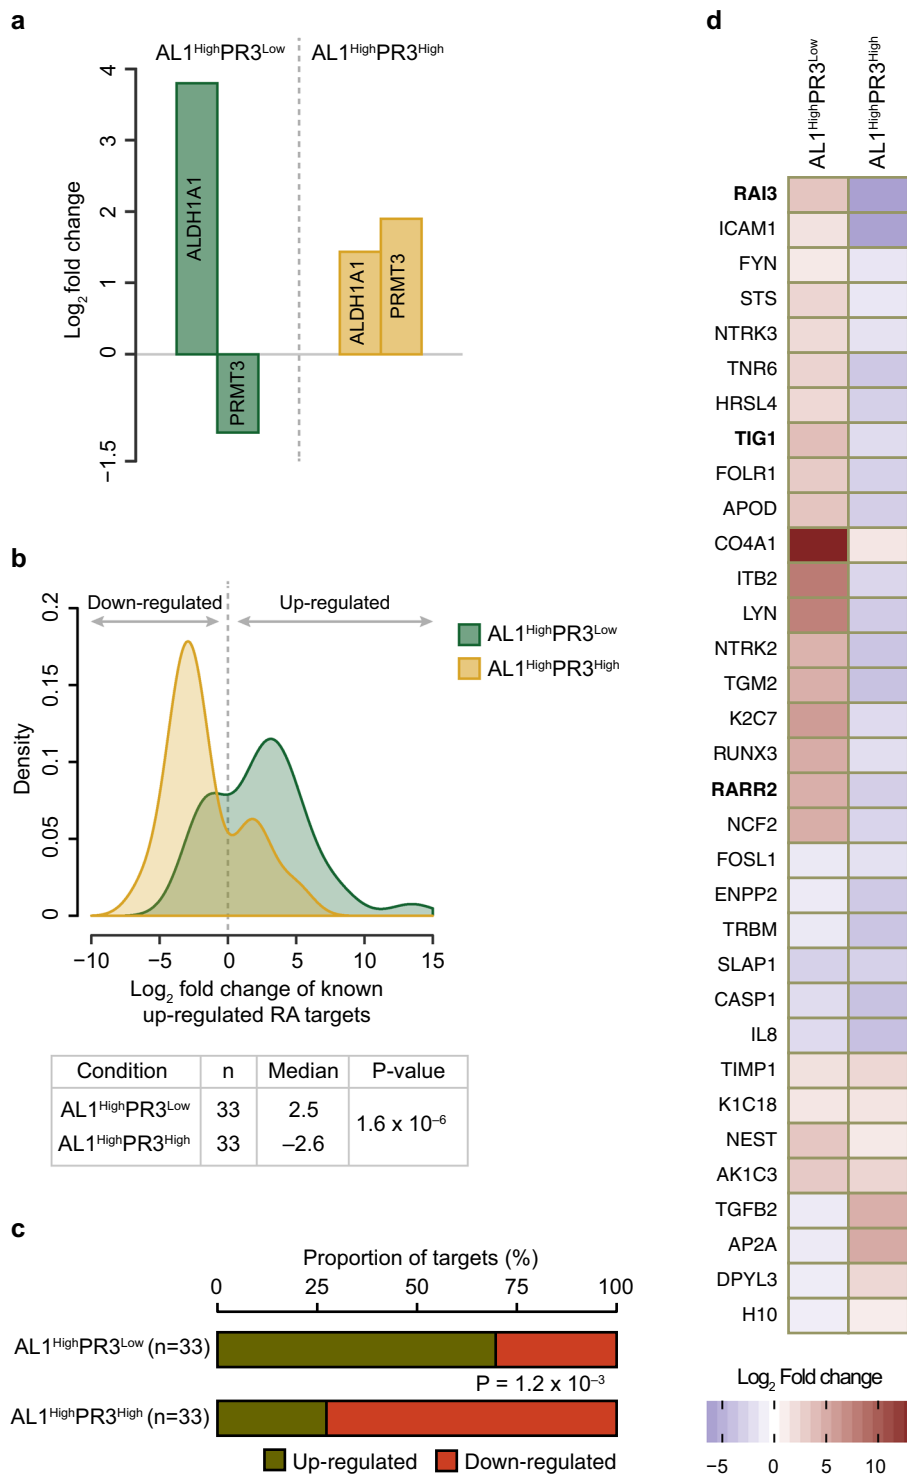 a
AL1HighPR3Low
AL1HighPR3High
Log2 fold change
4
3
2
1
0
−1.5
ALDH1A1
PRMT3
ALDH1A1
PRMT3
b
Down-regulated
Up-regulated
AL1HighPR3Low
AL1HighPR3High
Density
0.2
0.15
0.1
0.05
0
−10 −5 0 5 10 15
Log2 fold change of known
up-regulated RA targets
Condition n Median P-value
AL1HighPR3Low 33 2.5 1.6 x 10−6
AL1HighPR3High 33 −2.6
c
Proportion of targets (%)
0 25 50 75 100
AL1HighPR3Low (n=33)
P = 1.2 x 10−3
AL1HighPR3High (n=33)
Up-regulated Down-regulated
d
AL1HighPR3Low
AL1HighPR3High
RAI3
ICAM1
FYN
STS
NTRK3
TNR6
HRSL4
TIG1
FOLR1
APOD
CO4A1
ITB2
LYN
NTRK2
TGM2
K2C7
RUNX3
RARR2
NCF2
FOSL1
ENPP2
TRBM
SLAP1
CASP1
IL8
TIMP1
K1C18
NEST
AK1C3
TGFB2
AP2A
DPYL3
H10
Log2 Fold change
−5 0 5 10